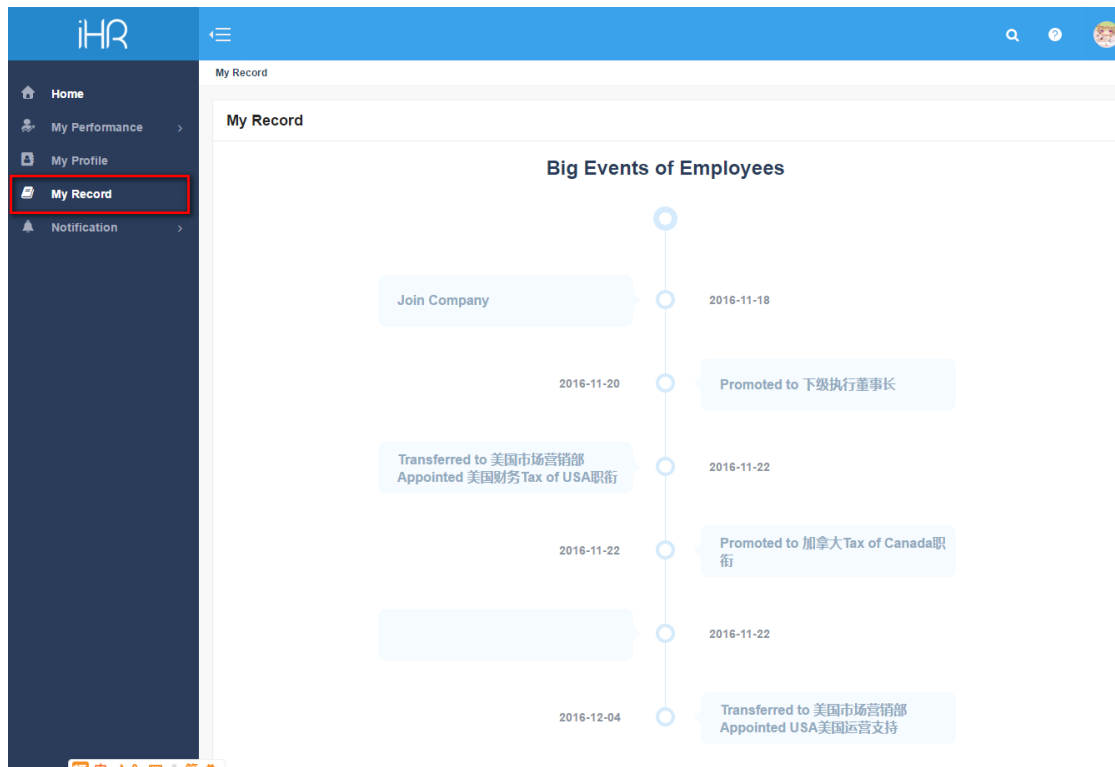 iHR
My Record
Home
My Performance
My Profile
My Record
Notification
My Record
Big Events of Employees
Join Company
2016-11-18
2016-11-20
Promoted to 下级执行董事长
Transferred to 美国市场营销部
Appointed 美国财务Tax of USA职衔
2016-11-22
2016-11-22
Promoted to 加拿大Tax of Canada职
衔
2016-11-22
2016-12-04
Transferred to 美国市场营销部
Appointed USA美国运营支持